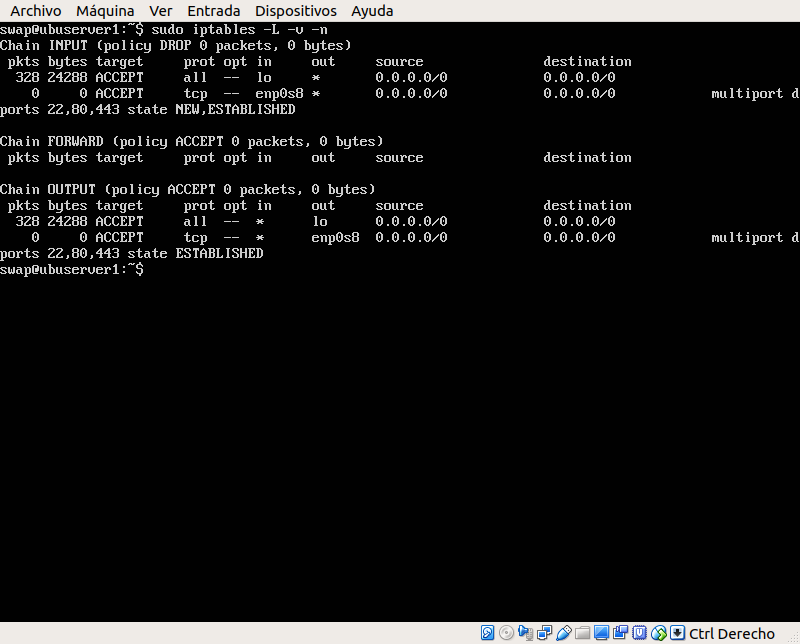 Archivo Máquina Ver Entrada Dispositivos Ayuda
swap@ubuserver1:~$ sudo iptables -L -v -n
Chain INPUT (policy DROP 0 packets, 0 bytes)
 pkts bytes target     prot opt in     out     source               destination
  328 24288 ACCEPT     all  --  lo     *       0.0.0.0/0            0.0.0.0/0
    0     0 ACCEPT     tcp  --  enp0s8 *       0.0.0.0/0            0.0.0.0/0            multiport d
ports 22,80,443 state NEW,ESTABLISHED

Chain FORWARD (policy ACCEPT 0 packets, 0 bytes)
 pkts bytes target     prot opt in     out     source               destination

Chain OUTPUT (policy ACCEPT 0 packets, 0 bytes)
 pkts bytes target     prot opt in     out     source               destination
  328 24288 ACCEPT     all  --  *      lo      0.0.0.0/0            0.0.0.0/0
    0     0 ACCEPT     tcp  --  *      enp0s8  0.0.0.0/0            0.0.0.0/0            multiport d
ports 22,80,443 state ESTABLISHED
swap@ubuserver1:~$
Ctrl Derecho